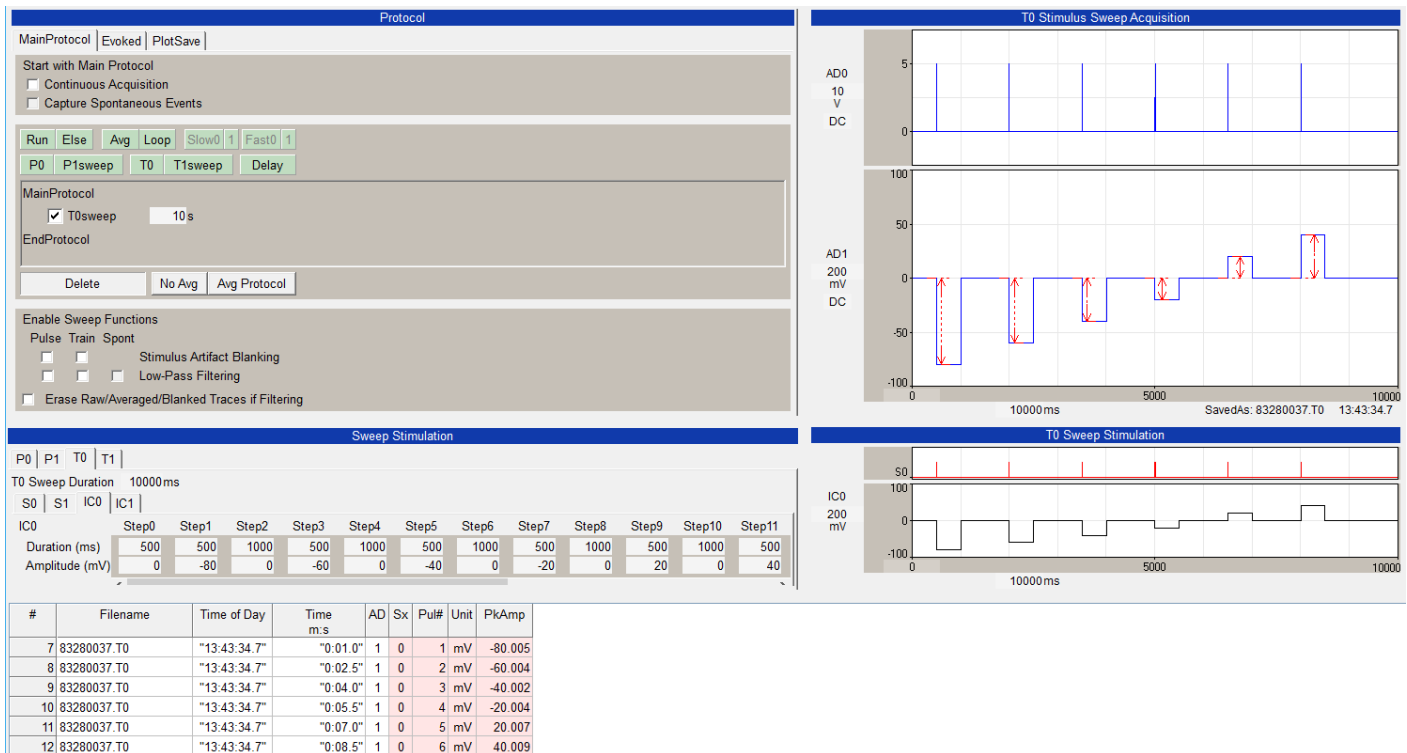 Protocol
MainProtocol Evoked PlotSave
Start with Main Protocol
Continuous Acquisition
Capture Spontaneous Events
Run Else Avg Loop Slow0 1 Fast0 1
P0 P1sweep T0 T1sweep Delay
MainProtocol
T0sweep 10 s
EndProtocol
Delete No Avg Avg Protocol
Enable Sweep Functions
Pulse Train Spont
Stimulus Artifact Blanking
Low-Pass Filtering
Erase Raw/Averaged/Blanked Traces if Filtering
T0 Stimulus Sweep Acquisition
AD0
10
V
DC
5
0
AD1
200
mV
DC
100
50
0
-50
-100
0 5000 10000
10000 ms SavedAs: 83280037.T0 13:43:34.7
Sweep Stimulation
P0 P1 T0 T1
T0 Sweep Duration 10000 ms
S0 S1 IC0 IC1
IC0 Step0 Step1 Step2 Step3 Step4 Step5 Step6 Step7 Step8 Step9 Step10 Step11
Duration (ms) 500 500 1000 500 1000 500 1000 500 1000 500 1000 500
Amplitude (mV) 0 -80 0 -60 0 -40 0 -20 0 20 0 40
T0 Sweep Stimulation
S0
IC0
200
mV
100
0
-100
0 5000 10000
10000 ms
# Filename Time of Day Time m:s AD Sx Pul# Unit PkAmp
7 83280037.T0 "13:43:34.7" "0:01.0" 1 0 1 mV -80.005
8 83280037.T0 "13:43:34.7" "0:02.5" 1 0 2 mV -60.004
9 83280037.T0 "13:43:34.7" "0:04.0" 1 0 3 mV -40.002
10 83280037.T0 "13:43:34.7" "0:05.5" 1 0 4 mV -20.004
11 83280037.T0 "13:43:34.7" "0:07.0" 1 0 5 mV 20.007
12 83280037.T0 "13:43:34.7" "0:08.5" 1 0 6 mV 40.009